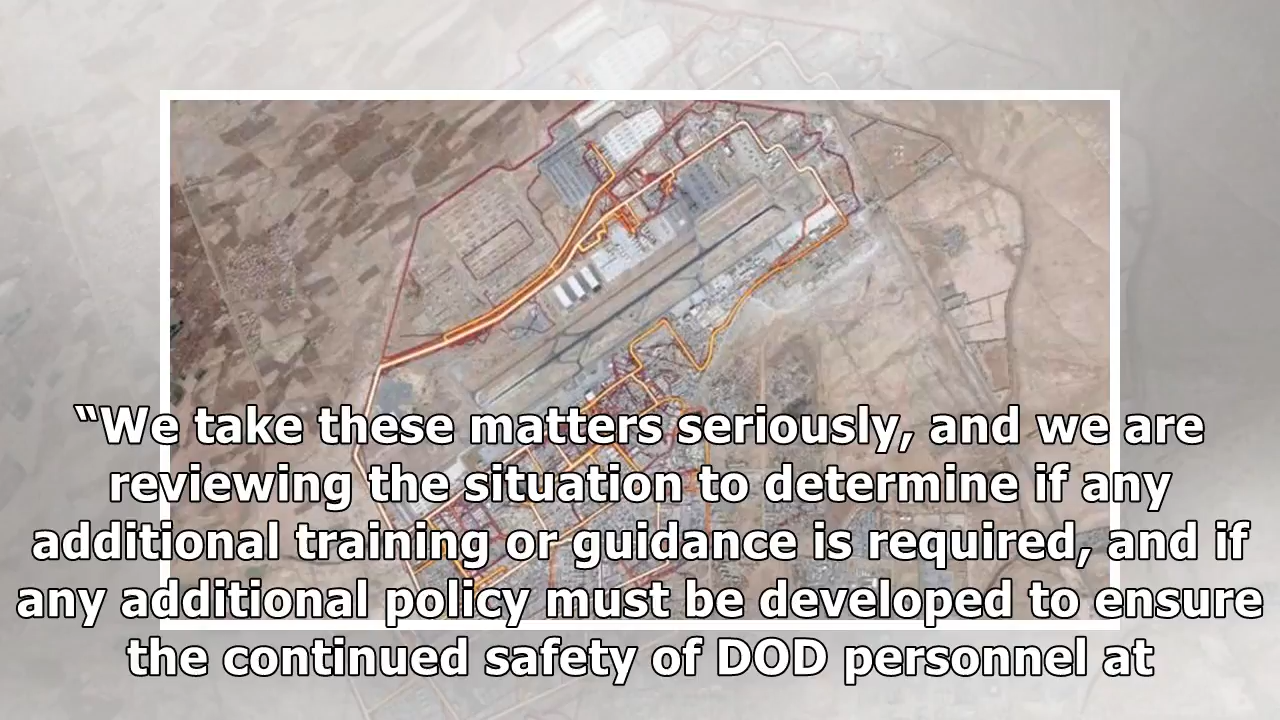 “We take these matters seriously, and we are
reviewing the situation to determine if any
additional training or guidance is required, and if
any additional policy must be developed to ensure
the continued safety of DOD personnel at